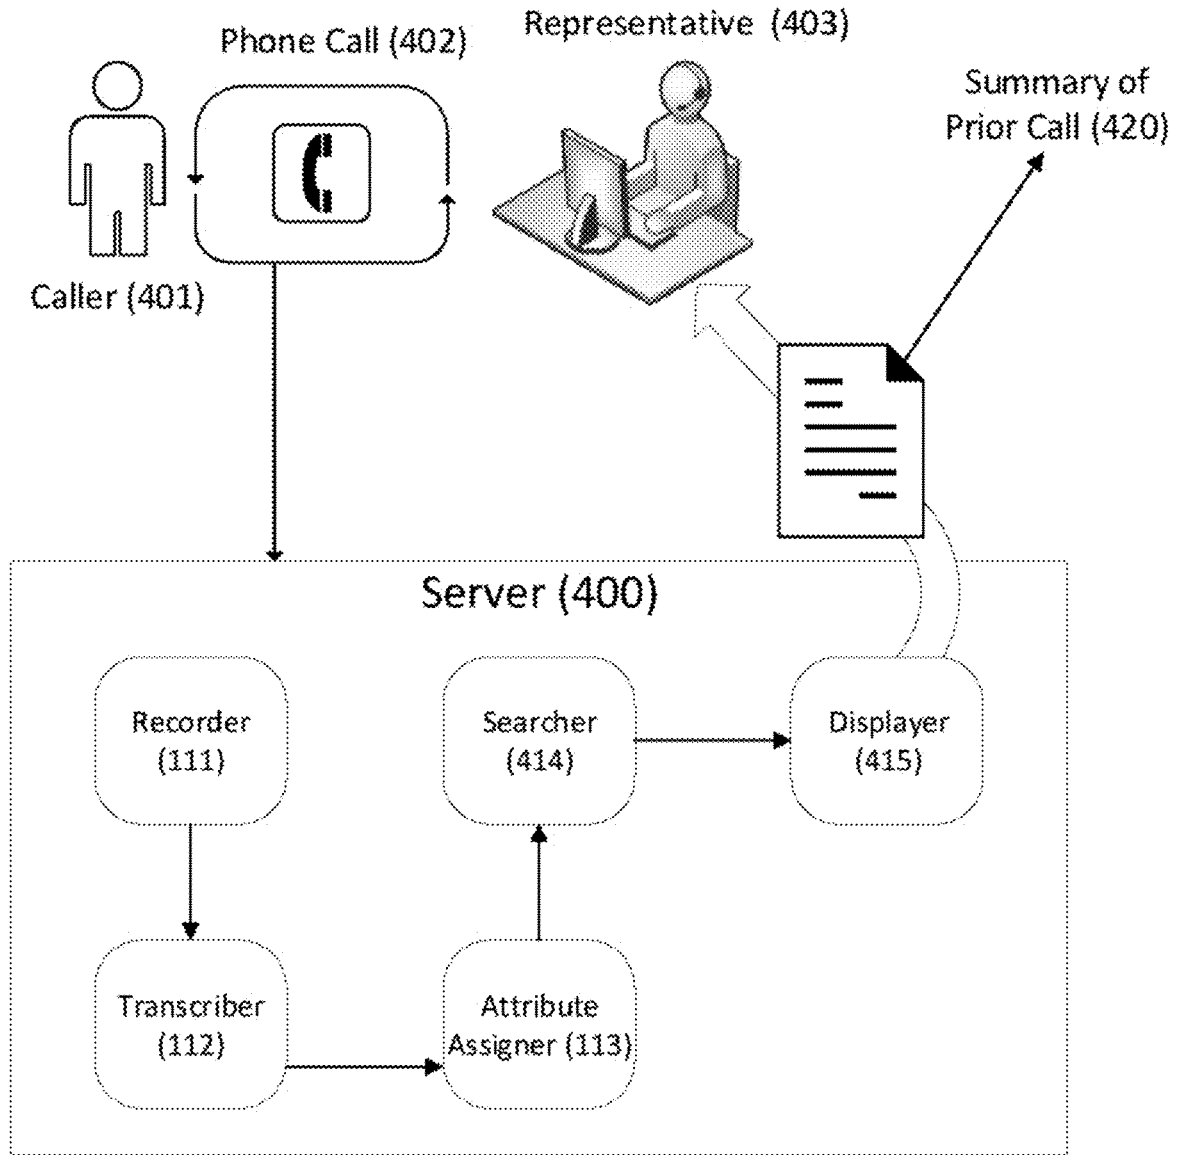 Phone Call (402)
Representative (403)
Summary of
Prior Call (420)
Caller (401)
Server (400)
Recorder
(111)
Searcher
(414)
Displayer
(415)
Transcriber
(112)
Attribute
Assigner (113)